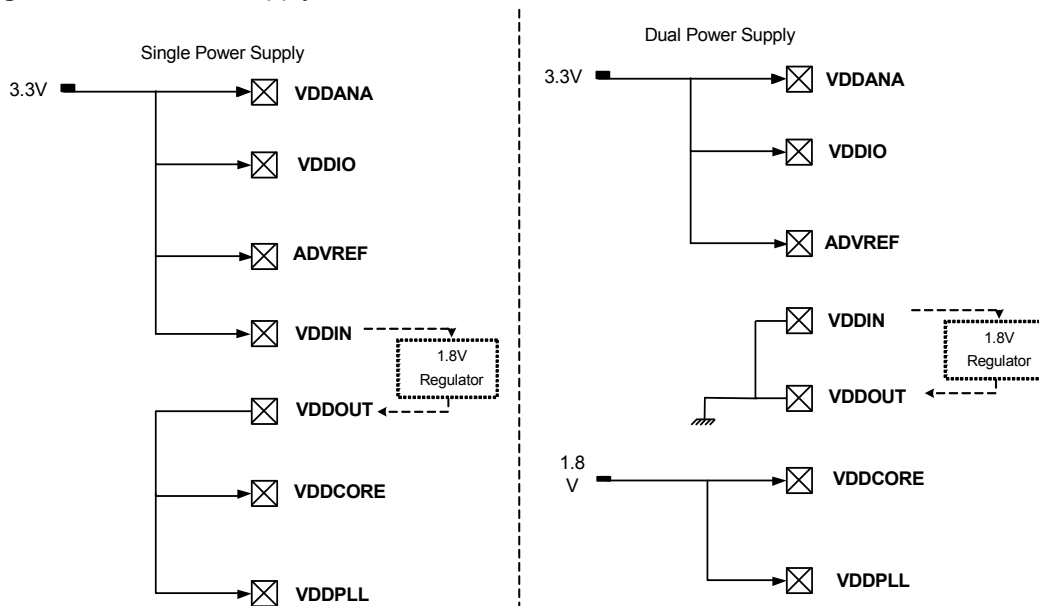 Single Power Supply
3.3V
VDDANA
VDDIO
ADVREF
VDDIN
1.8V
Regulator
VDDOUT
VDDCORE
VDDPLL
Dual Power Supply
3.3V
VDDANA
VDDIO
ADVREF
VDDIN
1.8V
Regulator
VDDOUT
1.8
V
VDDCORE
VDDPLL